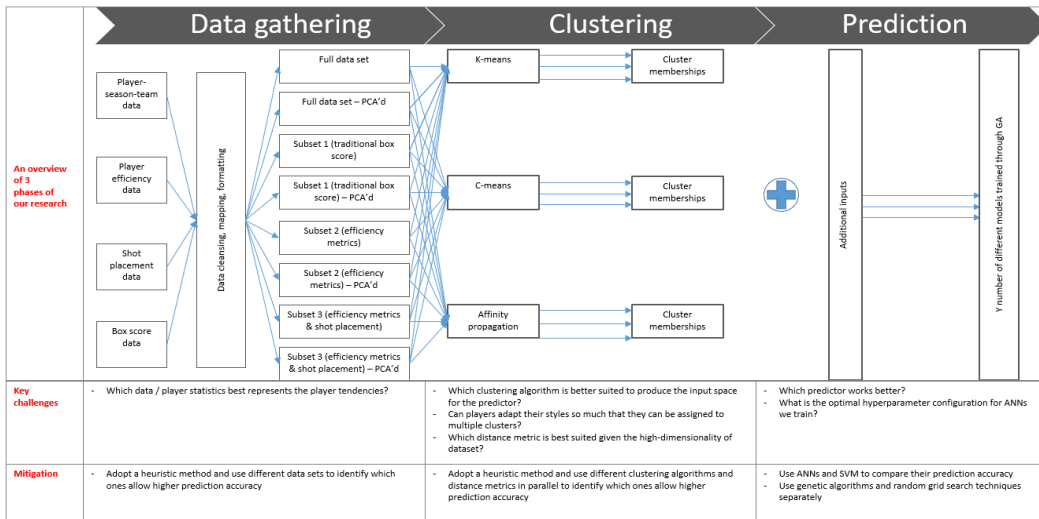 Data gathering
Clustering
Prediction
An overview
of 3
phases of
our research
Player-
season-team
data
Player
efficiency data
Shot
placement
data
Box score
data
Data cleansing, mapping, formatting
Full data set
Full data set – PCA'd
Subset 1 (traditional box
score)
Subset 1 (traditional box
score) – PCA'd
Subset 2 (efficiency
metrics)
Subset 2 (efficiency
metrics) – PCA'd
Subset 3 (efficiency metrics
& shot placement)
Subset 3 (efficiency metrics
& shot placement) – PCA'd
K-means
C-means
Affinity
propagation
Cluster
memberships
Cluster
memberships
Cluster
memberships
Additional inputs
Y number of different models trained through GA
Key
challenges
- Which data / player statistics best represents the player tendencies?
- Which clustering algorithm is better suited to produce the input space
for the predictor?
- Can players adapt their styles so much that they can be assigned to
multiple clusters?
- Which distance metric is best suited given the high-dimensionality of
dataset?
- Which predictor works better?
- What is the optimal hyperparameter configuration for ANNs
we train?
Mitigation
- Adopt a heuristic method and use different data sets to identify which
ones allow higher prediction accuracy
- Adopt a heuristic method and use different clustering algorithms and
distance metrics in parallel to identify which ones allow higher
prediction accuracy
- Use ANNs and SVM to compare their prediction accuracy
- Use genetic algorithms and random grid search techniques
separately